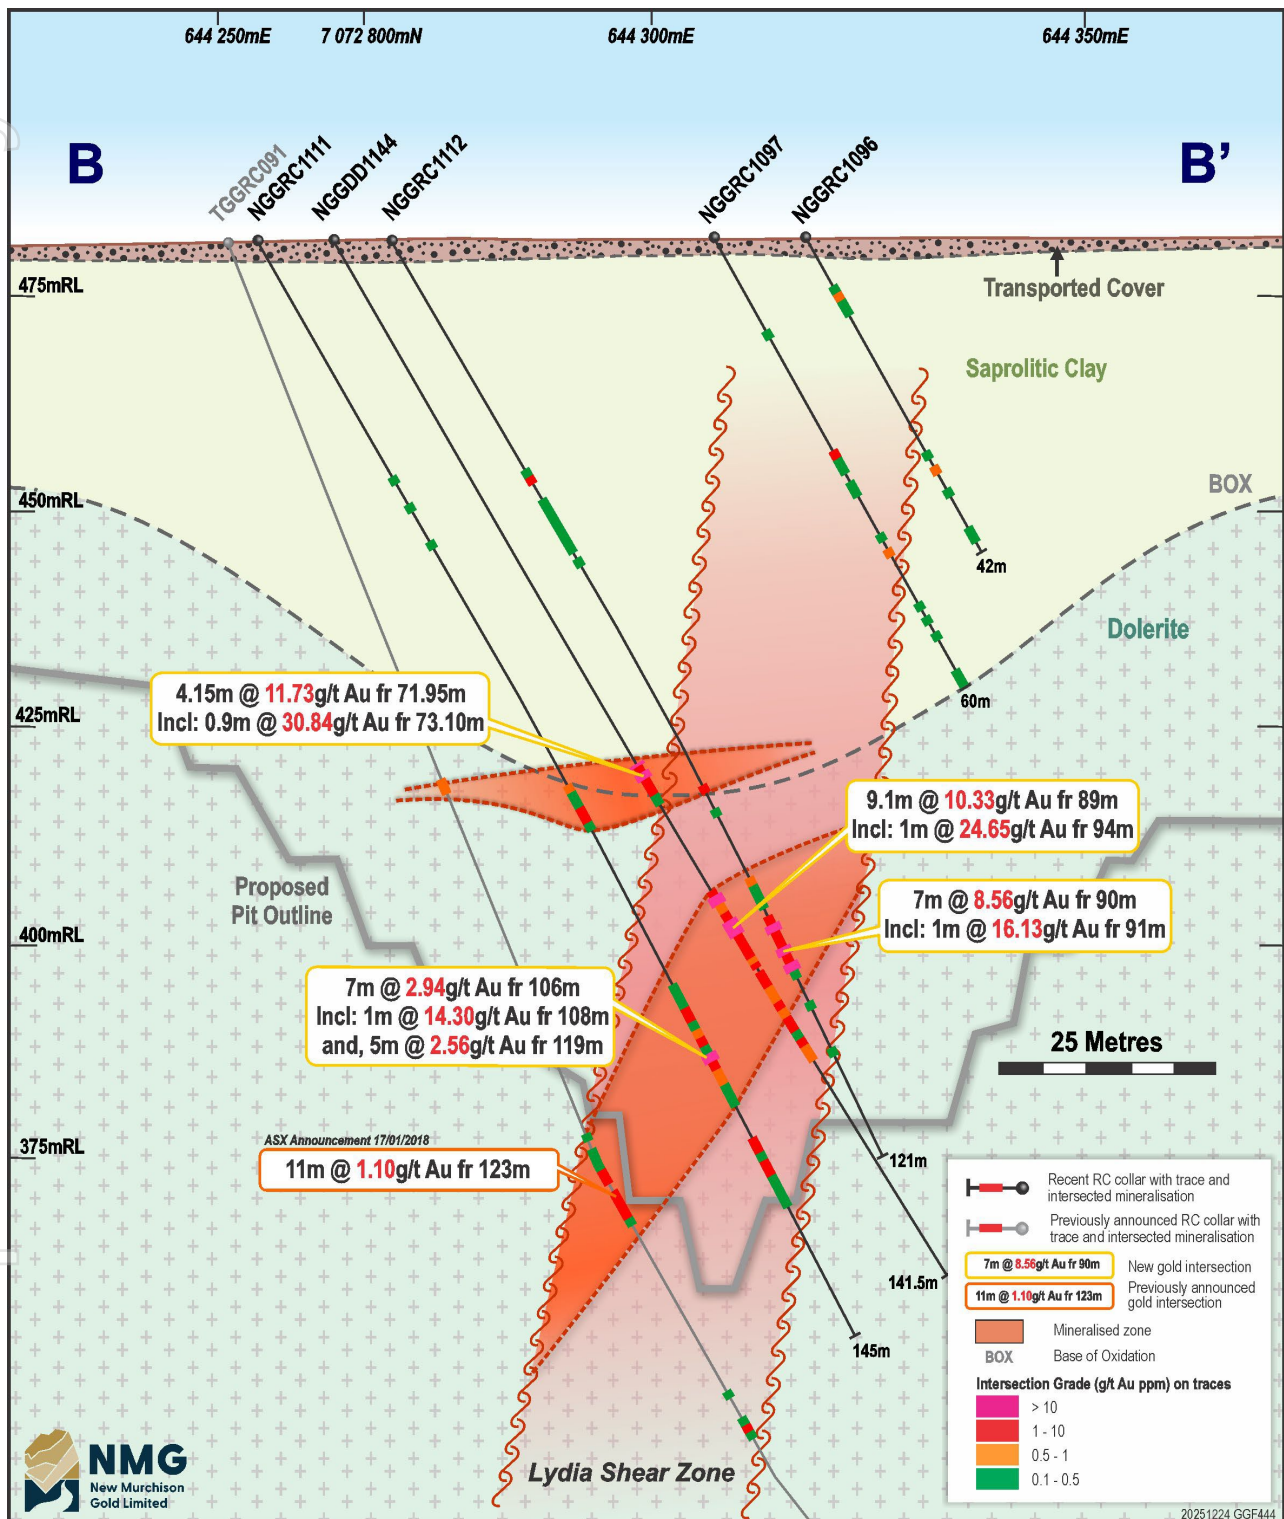 644 250mE
7 072 800mN
644 300mE
644 350mE
B
B’
TGGRC091
NGGRC1111
NGGDD1144
NGGRC1112
NGGRC1097
NGGRC1096
475mRL
Transported Cover
Saprolitic Clay
450mRL
BOX
42m
Dolerite
60m
4.15m @ 11.73g/t Au fr 71.95m
Incl: 0.9m @ 30.84g/t Au fr 73.10m
425mRL
9.1m @ 10.33g/t Au fr 89m
Incl: 1m @ 24.65g/t Au fr 94m
Proposed
Pit Outline
7m @ 8.56g/t Au fr 90m
Incl: 1m @ 16.13g/t Au fr 91m
400mRL
7m @ 2.94g/t Au fr 106m
Incl: 1m @ 14.30g/t Au fr 108m
and, 5m @ 2.56g/t Au fr 119m
25 Metres
375mRL
ASX Announcement 17/01/2018
11m @ 1.10g/t Au fr 123m
121m
141.5m
145m
Recent RC collar with trace and
intersected mineralisation
Previously announced RC collar with
trace and intersected mineralisation
7m @ 8.56g/t Au fr 90m
New gold intersection
11m @ 1.10g/t Au fr 123m
Previously announced
gold intersection
Mineralised zone
BOX
Base of Oxidation
Intersection Grade (g/t Au ppm) on traces
> 10
1 - 10
0.5 - 1
0.1 - 0.5
Lydia Shear Zone
NMG
New Murchison
Gold Limited
20251224 GGF444